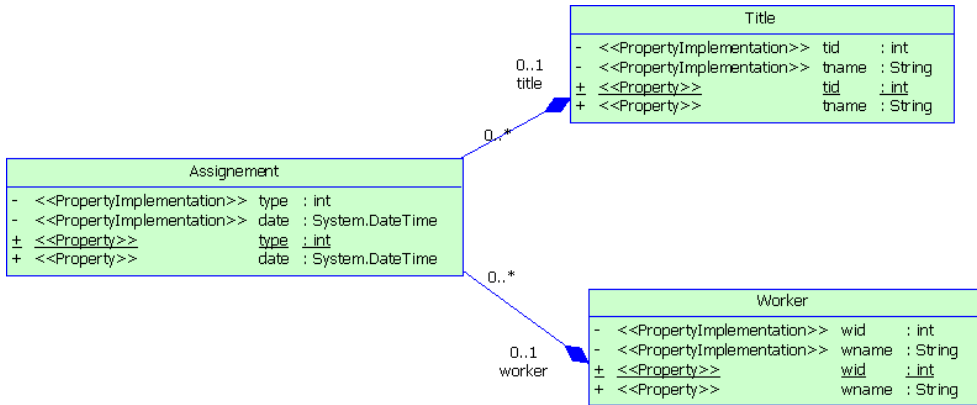 Title
- <<PropertyImplementation>> tid : int
- <<PropertyImplementation>> tname : String
+ <<Property>> tid : int
+ <<Property>> tname : String
0..1
title
0..*
Assignement
- <<PropertyImplementation>> type : int
- <<PropertyImplementation>> date : System.DateTime
+ <<Property>> type : int
+ <<Property>> date : System.DateTime
0..*
0..1
worker
Worker
- <<PropertyImplementation>> wid : int
- <<PropertyImplementation>> wname : String
+ <<Property>> wid : int
+ <<Property>> wname : String